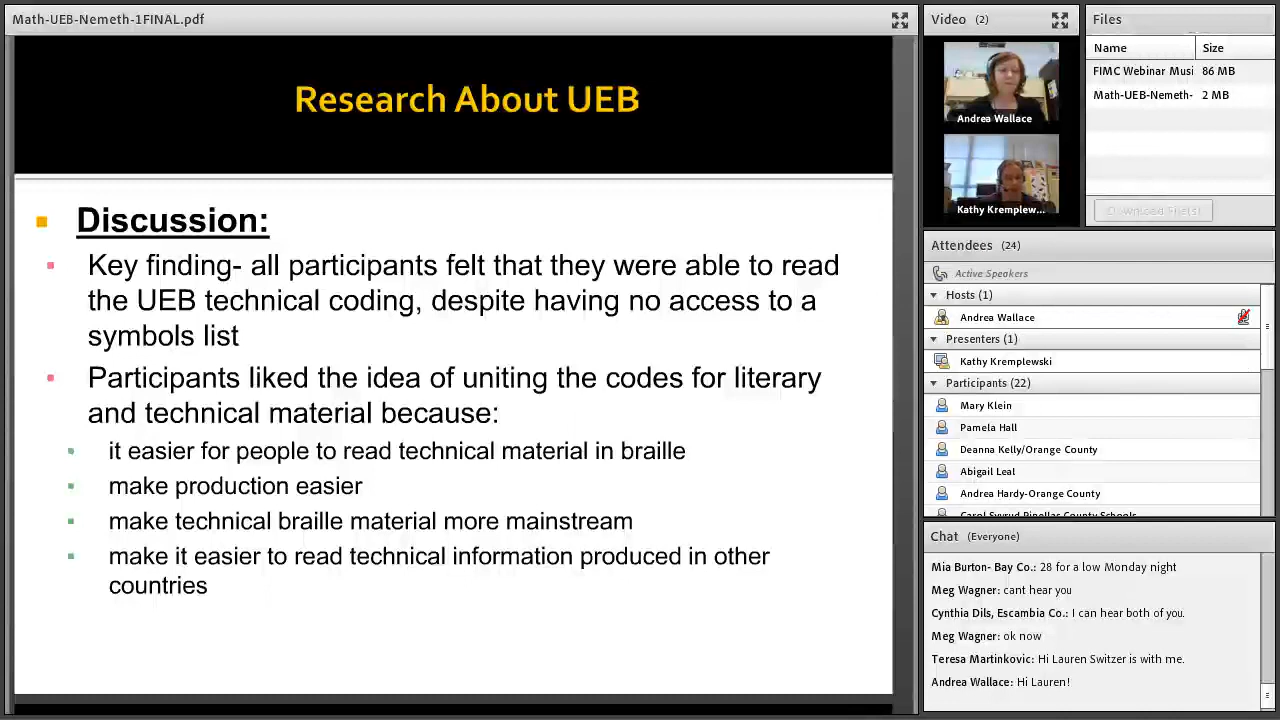 Math-UEB-Nemeth-1FINAL.pdf
Research About UEB
Discussion:
Key finding- all participants felt that they were able to read
the UEB technical coding, despite having no access to a
symbols list
Participants liked the idea of uniting the codes for literary
and technical material because:
it easier for people to read technical material in braille
make production easier
make technical braille material more mainstream
make it easier to read technical information produced in other
countries
Video (2)
Andrea Wallace
Kathy Kremplew...
Files
Name Size
FIMC Webinar Musi 86 MB
Math-UEB-Nemeth- 2 MB
Download File(s)
Attendees (24)
Active Speakers
Hosts (1)
Andrea Wallace
Presenters (1)
Kathy Kremplewski
Participants (22)
Mary Klein
Pamela Hall
Deanna Kelly/Orange County
Abigail Leal
Andrea Hardy-Orange County
Chat (Everyone)
Mia Burton- Bay Co.: 28 for a low Monday night
Meg Wagner: cant hear you
Cynthia Dils, Escambia Co.: I can hear both of you.
Meg Wagner: ok now
Teresa Martinkovic: Hi Lauren Switzer is with me.
Andrea Wallace: Hi Lauren!